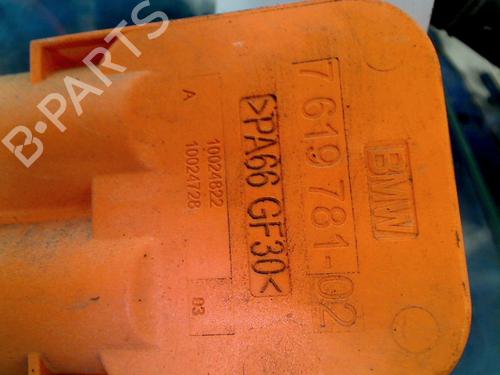 BMW
7 619 781-02
>PA66 GF30<
10024822
10024728
A
03
B-PARTS